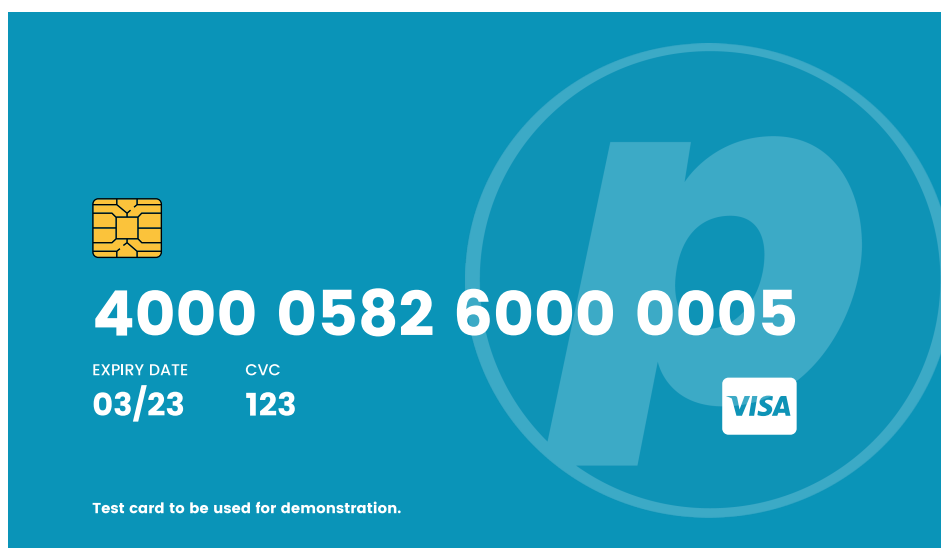 4000 0582 6000 0005
EXPIRY DATE CVC
03/23 123
VISA
Test card to be used for demonstration.